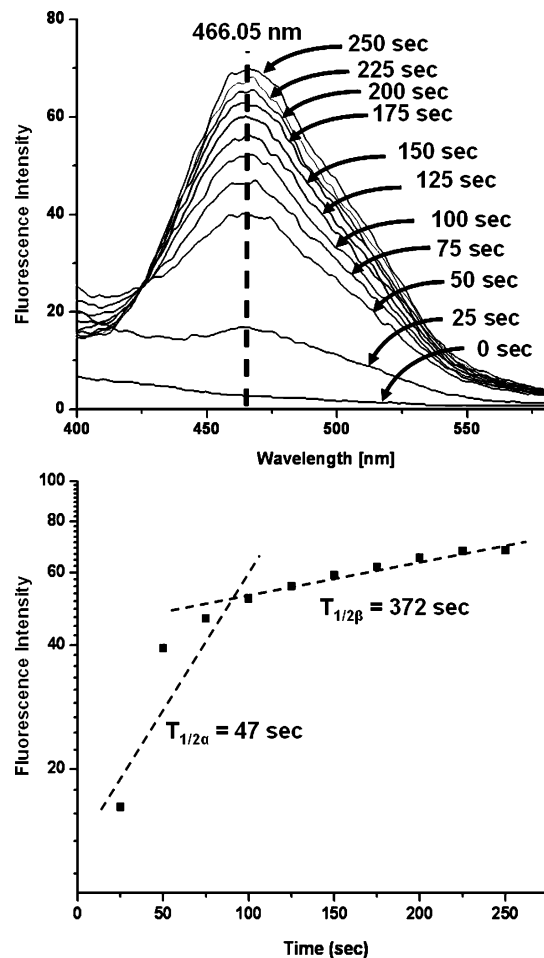 80
60
40
20
0
Fluorescence Intensity
466.05 nm
250 sec
225 sec
200 sec
175 sec
150 sec
125 sec
100 sec
75 sec
50 sec
25 sec
0 sec
400 450 500 550
Wavelength [nm]
100
80
60
40
20
Fluorescence Intensity
T1/2β = 372 sec
T1/2α = 47 sec
0 50 100 150 200 250
Time (sec)